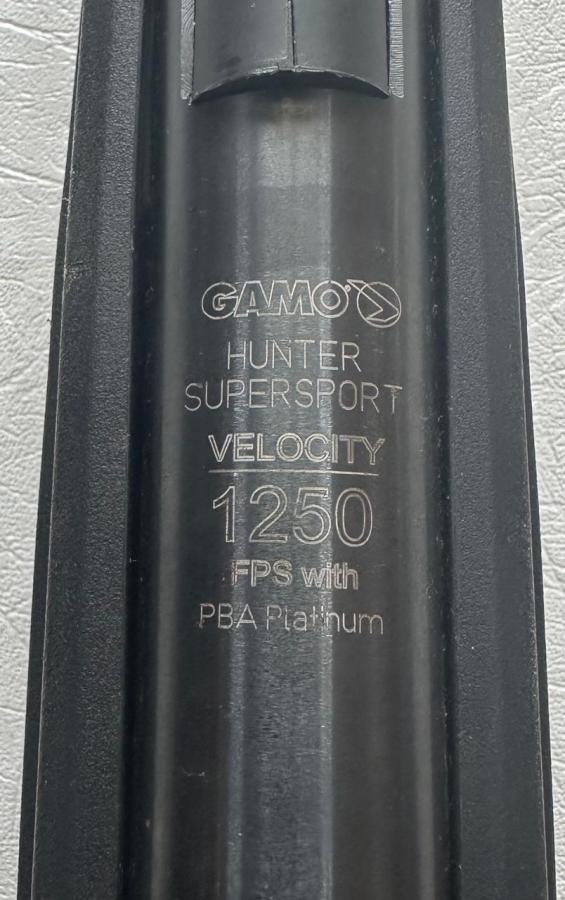 GAMO®
HUNTER
SUPERSPORT
VELOCITY
1250
FPS with
PBA Platinum